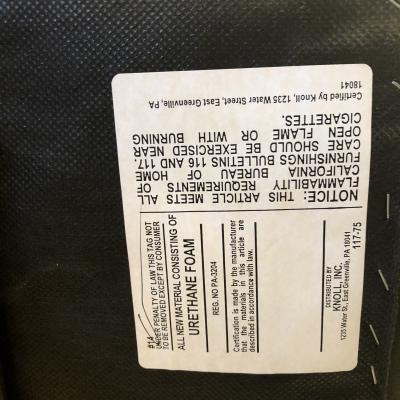 #1A
UNDER PENALTY OF LAW THIS TAG NOT
TO BE REMOVED EXCEPT BY CONSUMER
ALL NEW MATERIAL CONSISTING OF
URETHANE FOAM
REG. NO PA-3204
Certification is made by the manufacturer
that the materials in this article are
described in accordance with law.
DISTRIBUTED BY
KNOLL, INC.
1235 Water St., East Greenville, PA 18041
117-75
NOTICE: THIS ARTICLE MEETS ALL
FLAMMABILITY REQUIREMENTS OF
CALIFORNIA BUREAU OF HOME
FURNISHINGS BULLETINS 116 AND 117.
CARE SHOULD BE EXERCISED NEAR
OPEN FLAME OR WITH BURNING
CIGARETTES.
Certified by Knoll, 1235 Water Street, East Greenville, PA
18041